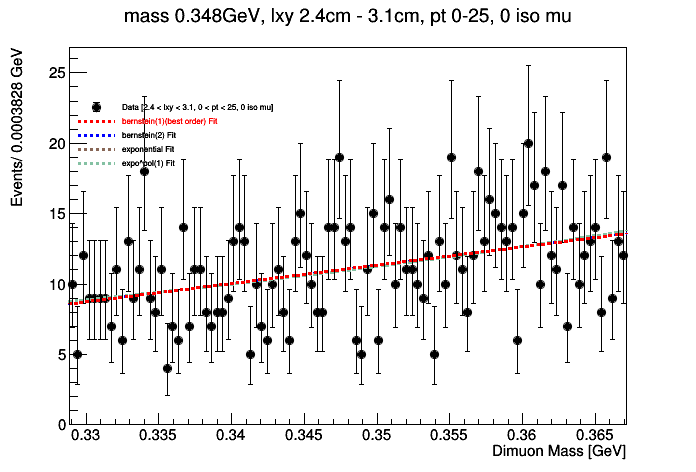 mass 0.348GeV, lxy 2.4cm - 3.1cm, pt 0-25, 0 iso mu
Events/ 0.0003828 GeV
25
20
15
10
5
0
Data [2.4 < lxy < 3.1, 0 < pt < 25, 0 iso mu]
bernstein(1)(best order) Fit
bernstein(2) Fit
exponential Fit
expo*pol(1) Fit
0.33 0.335 0.34 0.345 0.35 0.355 0.36 0.365
Dimuon Mass [GeV]